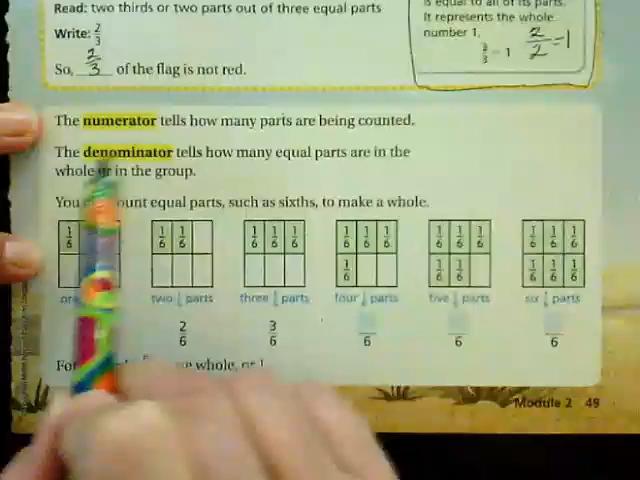 is equal to all of its parts.
Read: two thirds or two parts out of three equal parts
It represents the whole
number 1,
Write: 2/3
3/3 = 1 2/2 = 1
So, 2/3 of the flag is not red.
The numerator tells how many parts are being counted.
The denominator tells how many equal parts are in the
whole or in the group.
You count equal parts, such as sixths, to make a whole.
1/6 1/6 1/6 1/6 1/6 1/6 1/6 1/6 1/6 1/6 1/6 1/6 1/6 1/6 1/6
1/6 1/6 1/6 1/6 1/6 1/6
one two 1/6 parts three 1/6 parts four 1/6 parts five 1/6 parts six 1/6 parts
2/6 3/6 /6 /6 /6
For whole, or 1.
Module 2 49